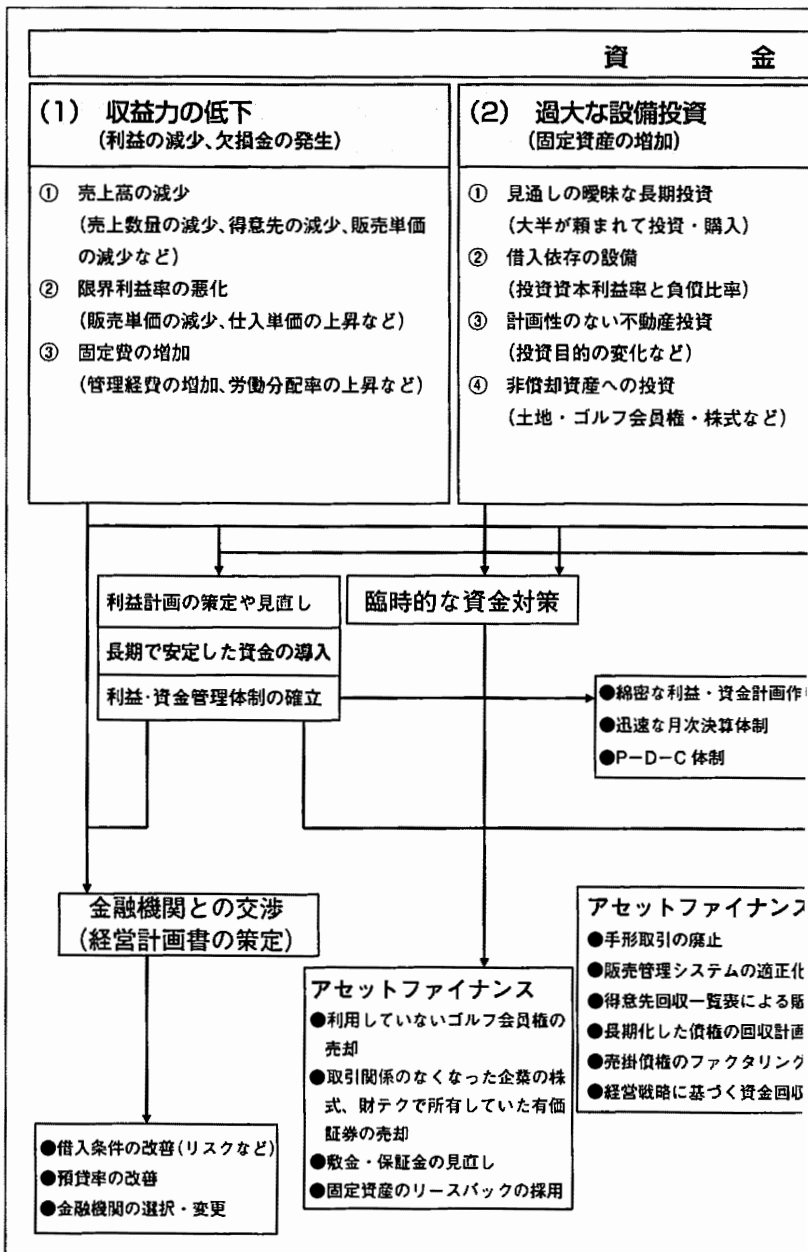 資　金
(1)　収益力の低下
(利益の減少、欠損金の発生)
①　売上高の減少
(売上数量の減少、得意先の減少、販売単価
の減少など)
②　限界利益率の悪化
(販売単価の減少、仕入単価の上昇など)
③　固定費の増加
(管理経費の増加、労働分配率の上昇など)
(2)　過大な設備投資
(固定資産の増加)
①　見通しの曖昧な長期投資
(大半が頼まれて投資・購入)
②　借入依存の設備
(投資資本利益率と負債比率)
③　計画性のない不動産投資
(投資目的の変化など)
④　非償却資産への投資
(土地・ゴルフ会員権・株式など)
利益計画の策定や見直し
長期で安定した資金の導入
利益・資金管理体制の確立
臨時的な資金対策
●綿密な利益・資金計画作
●迅速な月次決算体制
●P－D－C 体制
金融機関との交渉
(経営計画書の策定)
●借入条件の改善(リスクなど)
●預貸率の改善
●金融機関の選択・変更
アセットファイナンス
●利用していないゴルフ会員権の
売却
●取引関係のなくなった企業の株
式、財テクで所有していた有価
証券の売却
●敷金・保証金の見直し
●固定資産のリースバックの採用
アセットファイナンス
●手形取引の廃止
●販売管理システムの適正化
●得意先回収一覧表による
●長期化した債権の回収計画
●売掛債権のファクタリング
●経営戦略に基づく資金回収